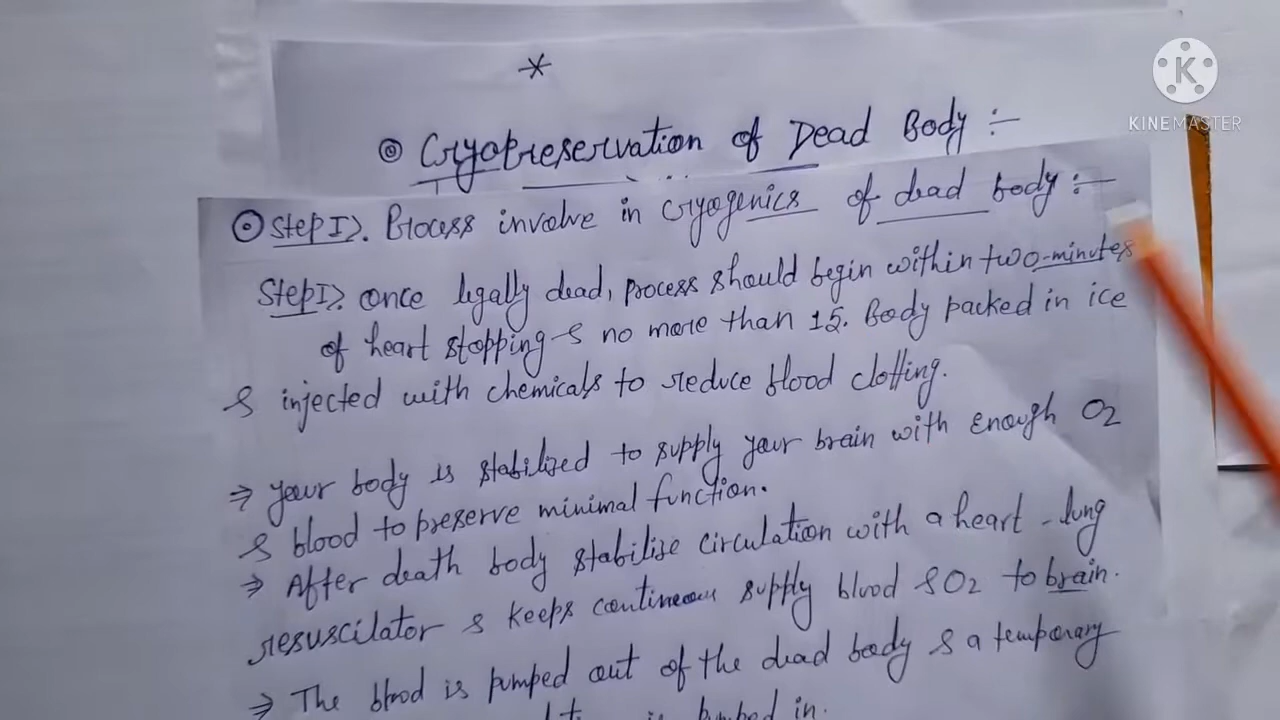 *
Cryopreservation of Dead Body :-
Step I>. Process involve in cryogenics of dead body :-
Step I> once legally dead, process should begin within two-minutes
of heart stopping & no more than 15. Body packed in ice
& injected with chemicals to reduce blood clotting.
⇒ your body is stabilized to supply your brain with enough O2
& blood to preserve minimal function.
⇒ After death body stabilise circulation with a heart - lung
resuscilator & keeps continuous supply blood & O2 to brain.
⇒ The blood is pumped out of the dead body & a temporary
is pumped in.
KINEMASTER